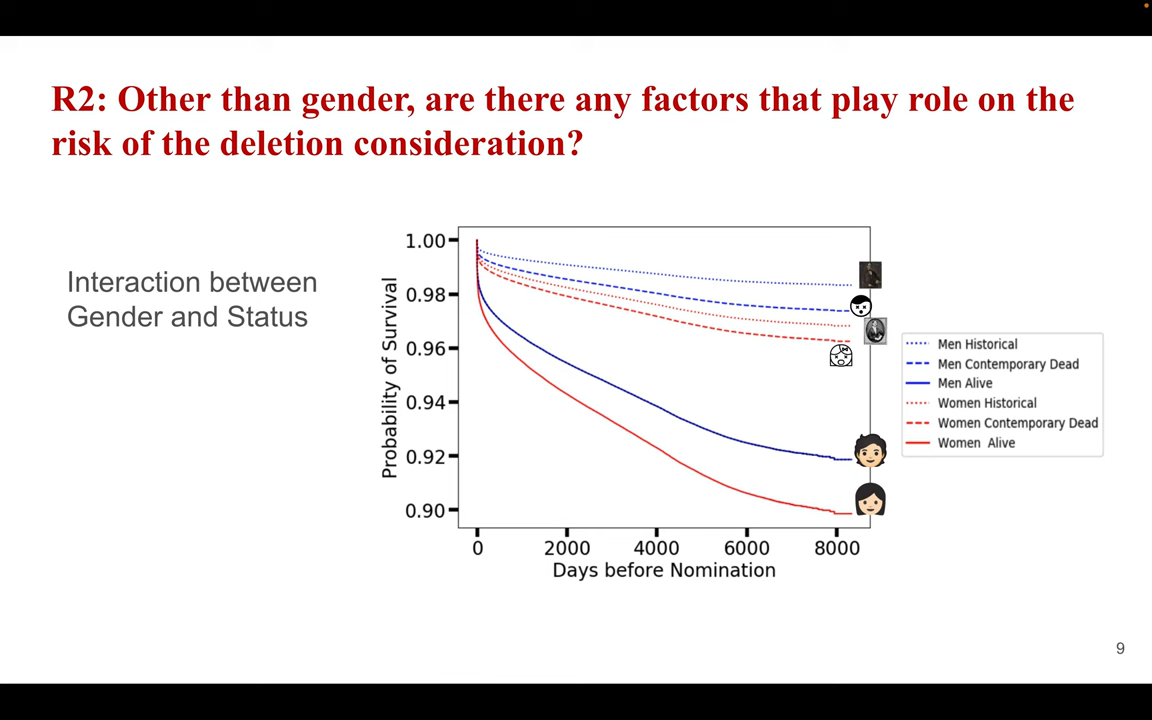 R2: Other than gender, are there any factors that play role on the
risk of the deletion consideration?
Interaction between
Gender and Status
Probability of Survival
1.00
0.98
0.96
0.94
0.92
0.90
0
2000
4000
6000
8000
Days before Nomination
Men Historical
Men Contemporary Dead
Men Alive
Women Historical
Women Contemporary Dead
Women Alive
9